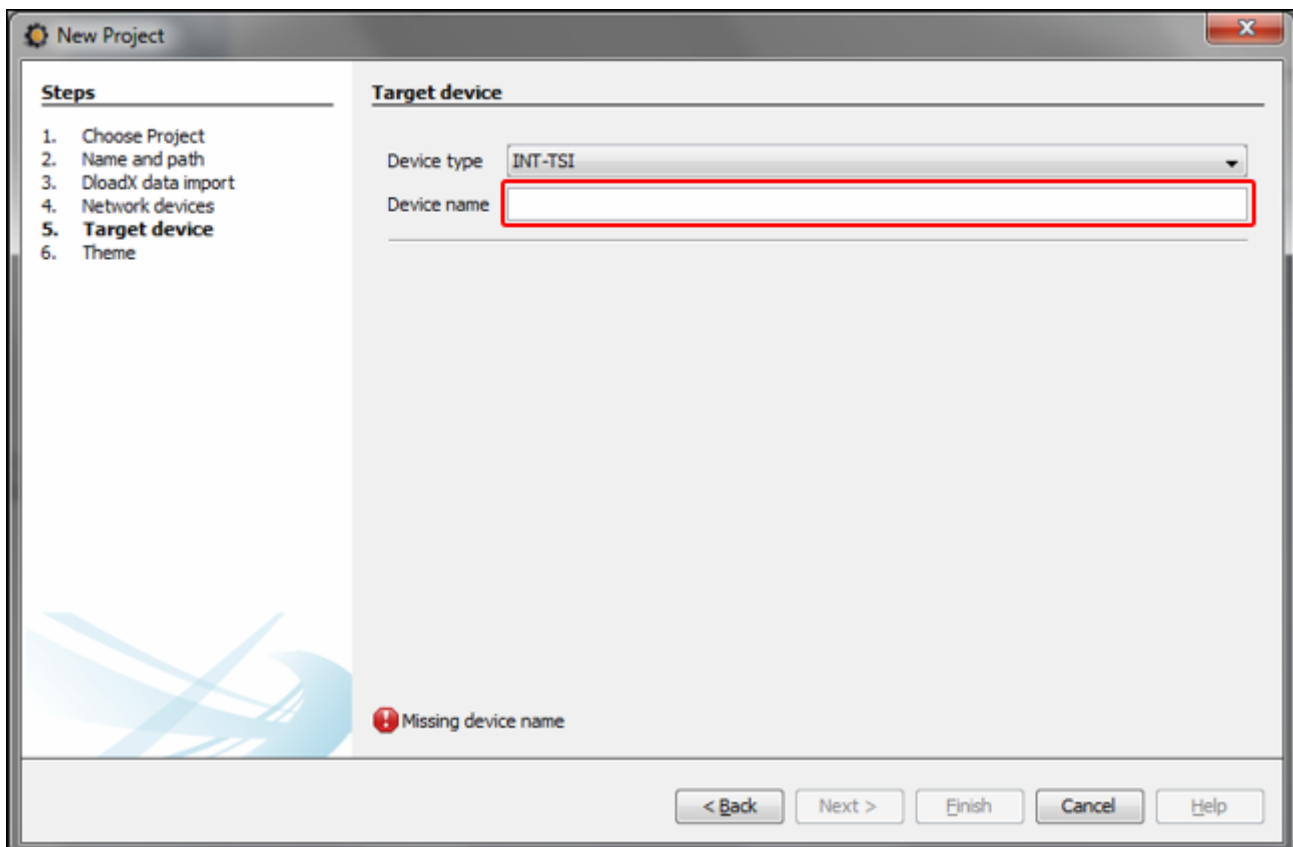 New Project
Steps
1. Choose Project
2. Name and path
3. DloadX data import
4. Network devices
5. Target device
6. Theme
Target device
Device type INT-TSI
Device name
Missing device name
< Back Next > Finish Cancel Help